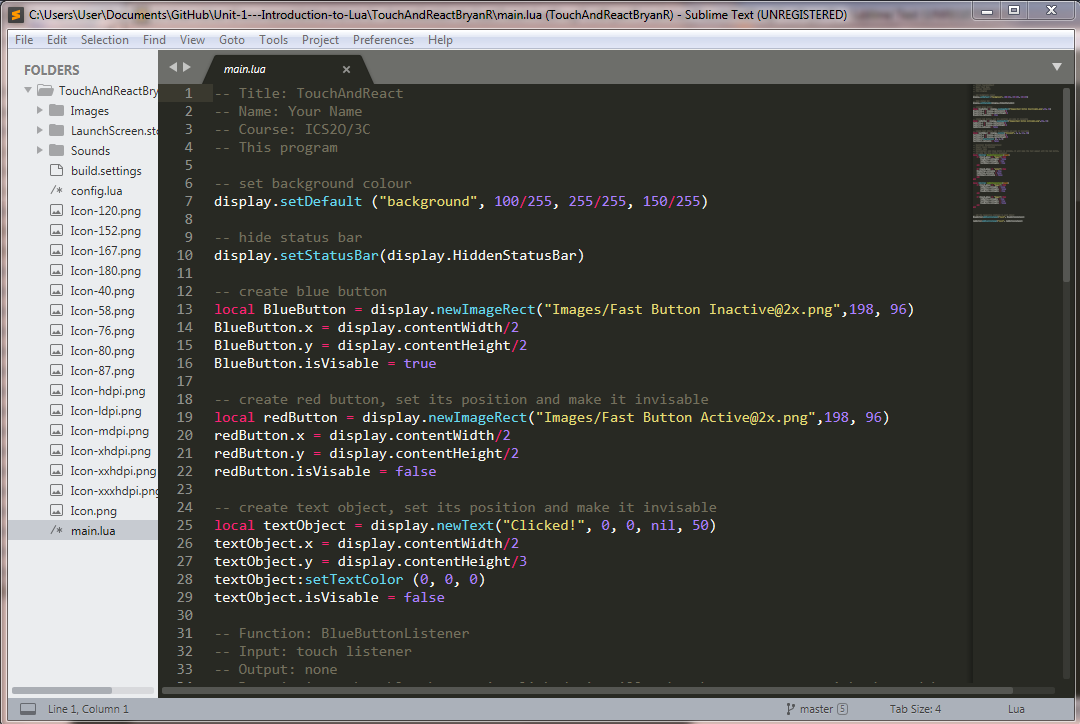 C:\Users\User\Documents\GitHub\Unit-1---Introduction-to-Lua\TouchAndReactBryanR\main.lua (TouchAndReactBryanR) - Sublime Text (UNREGISTERED)
File Edit Selection Find View Goto Tools Project Preferences Help
FOLDERS
TouchAndReactBry
Images
LaunchScreen.sto
Sounds
build.settings
/* config.lua
Icon-120.png
Icon-152.png
Icon-167.png
Icon-180.png
Icon-40.png
Icon-58.png
Icon-76.png
Icon-80.png
Icon-87.png
Icon-hdpi.png
Icon-ldpi.png
Icon-mdpi.png
Icon-xhdpi.png
Icon-xxhdpi.png
Icon-xxxhdpi.png
Icon.png
/* main.lua
main.lua
1 -- Title: TouchAndReact
2 -- Name: Your Name
3 -- Course: ICS2O/3C
4 -- This program
5
6 -- set background colour
7 display.setDefault ("background", 100/255, 255/255, 150/255)
8
9 -- hide status bar
10 display.setStatusBar(display.HiddenStatusBar)
11
12 -- create blue button
13 local BlueButton = display.newImageRect("Images/Fast Button Inactive@2x.png",198, 96)
14 BlueButton.x = display.contentWidth/2
15 BlueButton.y = display.contentHeight/2
16 BlueButton.isVisable = true
17
18 -- create red button, set its position and make it invisable
19 local redButton = display.newImageRect("Images/Fast Button Active@2x.png",198, 96)
20 redButton.x = display.contentWidth/2
21 redButton.y = display.contentHeight/2
22 redButton.isVisable = false
23
24 -- create text object, set its position and make it invisable
25 local textObject = display.newText("Clicked!", 0, 0, nil, 50)
26 textObject.x = display.contentWidth/2
27 textObject.y = display.contentHeight/3
28 textObject:setTextColor (0, 0, 0)
29 textObject.isVisable = false
30
31 -- Function: BlueButtonListener
32 -- Input: touch listener
33 -- Output: none
Line 1, Column 1
master 5
Tab Size: 4
Lua